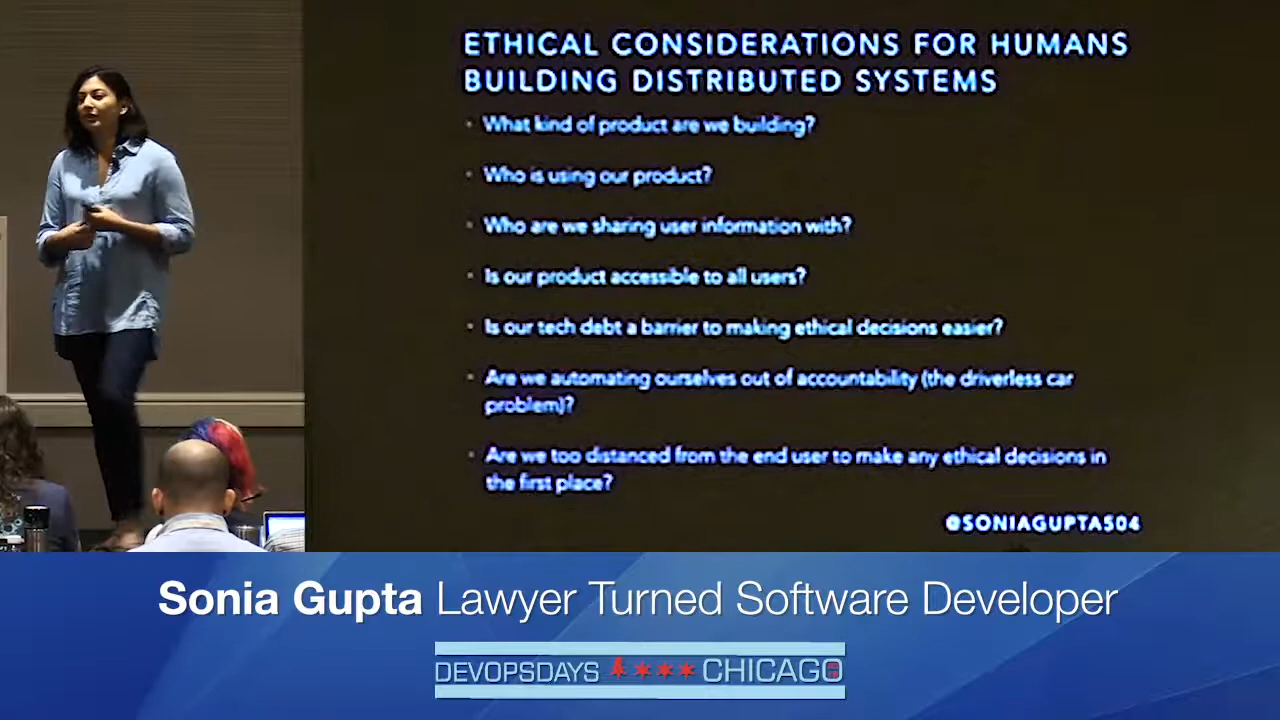 ETHICAL CONSIDERATIONS FOR HUMANS
BUILDING DISTRIBUTED SYSTEMS
• What kind of product are we building?
• Who is using our product?
• Who are we sharing user information with?
• Is our product accessible to all users?
• Is our tech debt a barrier to making ethical decisions easier?
• Are we automating ourselves out of accountability (the driverless car
problem)?
• Are we too distanced from the end user to make any ethical decisions in
the first place?
@SONIAGUPTA504
Sonia Gupta Lawyer Turned Software Developer
DEVOPSDAYS CHICAGO